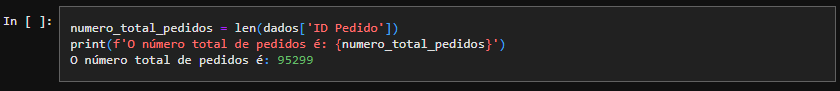 In [ ]:
numero_total_pedidos = len(dados['ID Pedido'])
print(f'O número total de pedidos é: {numero_total_pedidos}')
O número total de pedidos é: 95299